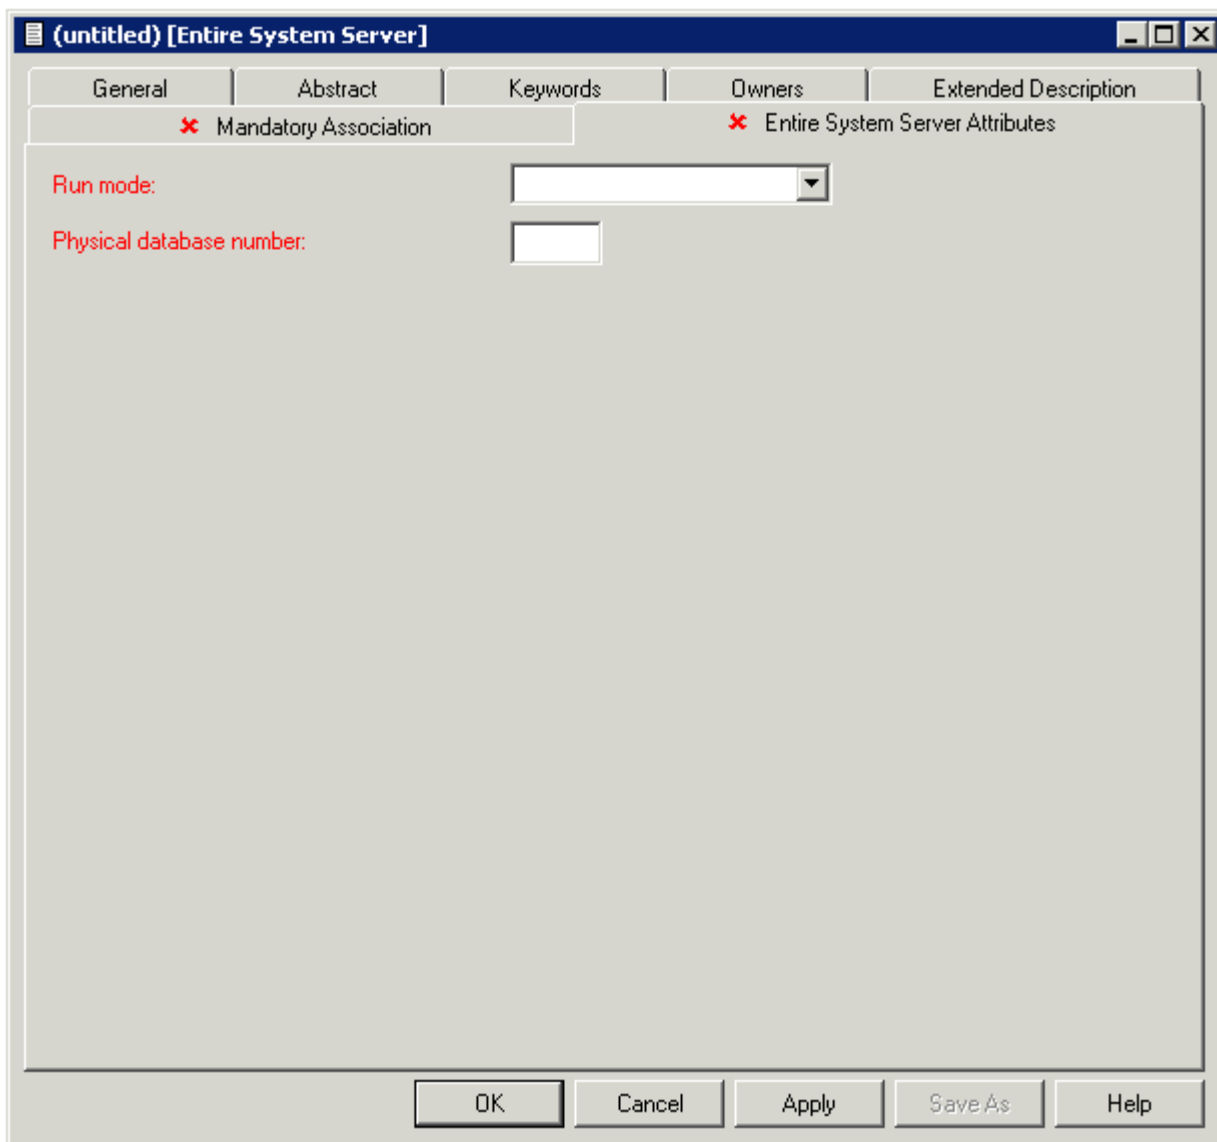 (untitled) [Entire System Server]
General Abstract Keywords Owners Extended Description
Mandatory Association Entire System Server Attributes
Run mode:
Physical database number:
OK Cancel Apply Save As Help